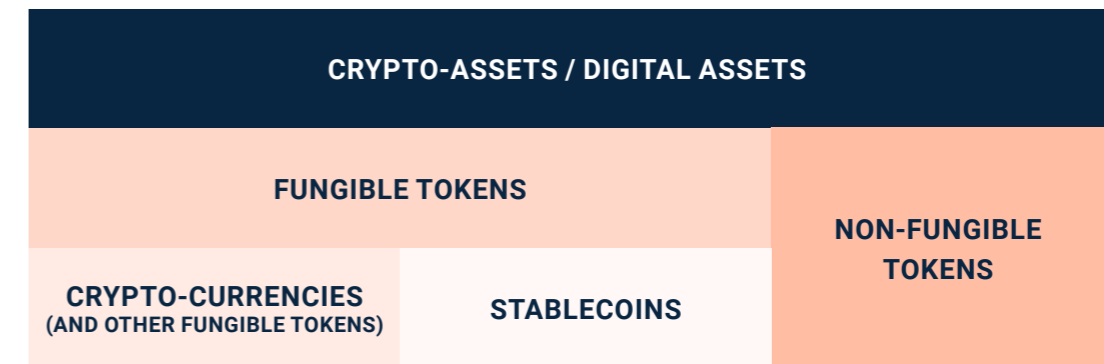 CRYPTO-ASSETS / DIGITAL ASSETS
FUNGIBLE TOKENS
NON-FUNGIBLE
TOKENS
CRYPTO-CURRENCIES
(AND OTHER FUNGIBLE TOKENS)
STABLECOINS